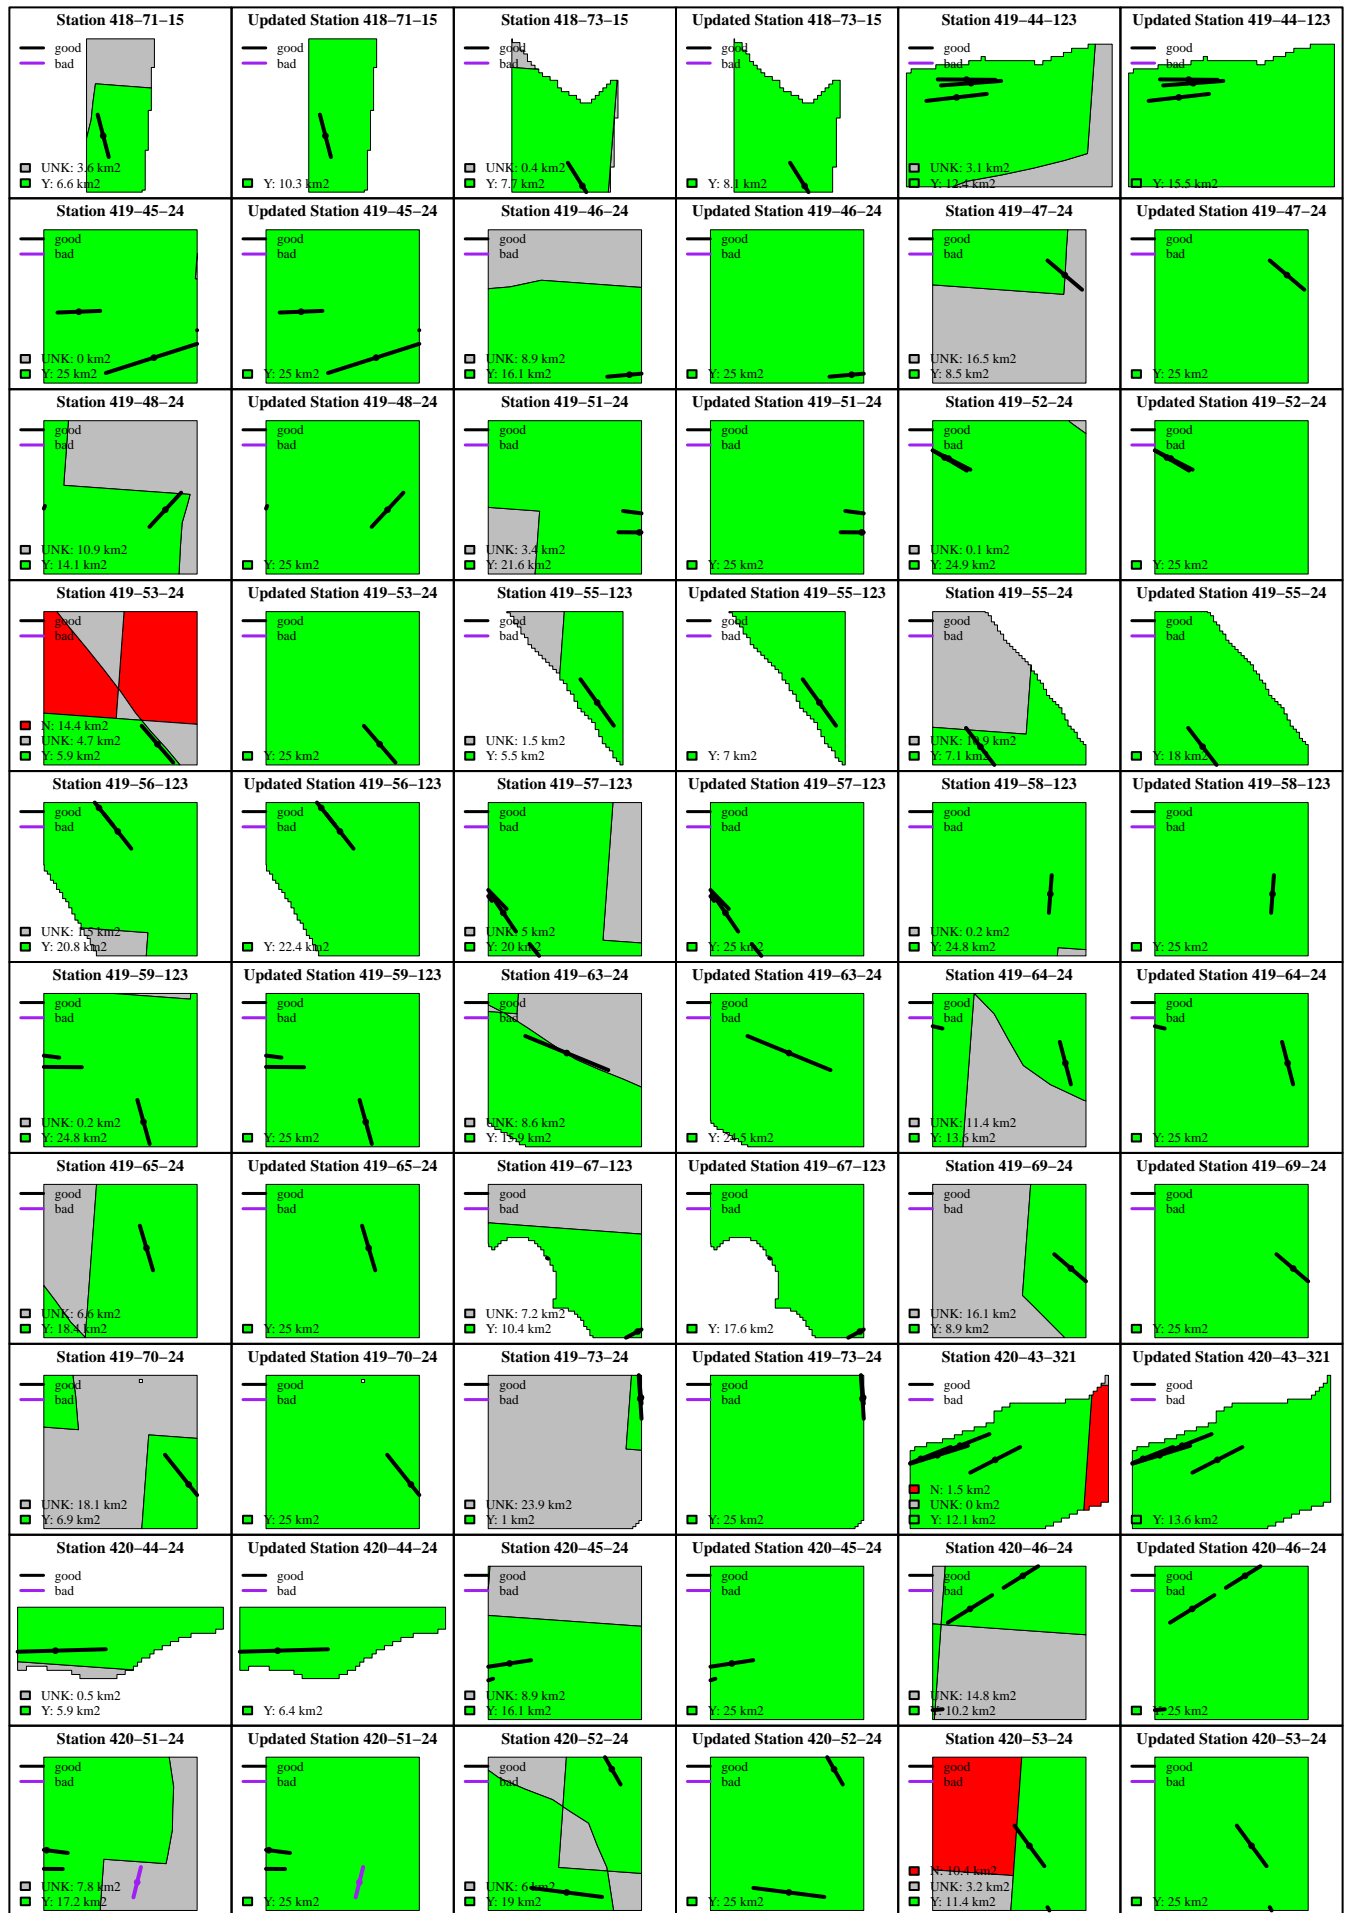 Station 418−71−15
good
bad
UNK: 3.6 km2
Y: 6.6 km2
Updated Station 418−71−15
good
bad
Y: 10.3 km2
Station 418−73−15
good
bad
UNK: 0.4 km2
Y: 7.7 km2
Updated Station 418−73−15
good
bad
Y: 8.1 km2
Station 419−44−123
good
bad
UNK: 3.1 km2
Y: 12.4 km2
Updated Station 419−44−123
good
bad
Y: 15.5 km2
Station 419−45−24
good
bad
UNK: 0 km2
Y: 25 km2
Updated Station 419−45−24
good
bad
Y: 25 km2
Station 419−46−24
good
bad
UNK: 8.9 km2
Y: 16.1 km2
Updated Station 419−46−24
good
bad
Y: 25 km2
Station 419−47−24
good
bad
UNK: 16.5 km2
Y: 8.5 km2
Updated Station 419−47−24
good
bad
Y: 25 km2
Station 419−48−24
good
bad
UNK: 10.9 km2
Y: 14.1 km2
Updated Station 419−48−24
good
bad
Y: 25 km2
Station 419−51−24
good
bad
UNK: 3.4 km2
Y: 21.6 km2
Updated Station 419−51−24
good
bad
Y: 25 km2
Station 419−52−24
good
bad
UNK: 0.1 km2
Y: 24.9 km2
Updated Station 419−52−24
good
bad
Y: 25 km2
Station 419−53−24
good
bad
N: 14.4 km2
UNK: 4.7 km2
Y: 5.9 km2
Updated Station 419−53−24
good
bad
Y: 25 km2
Station 419−55−123
good
bad
UNK: 1.5 km2
Y: 5.5 km2
Updated Station 419−55−123
good
bad
Y: 7 km2
Station 419−55−24
good
bad
UNK: 10.9 km2
Y: 7.1 km2
Updated Station 419−55−24
good
bad
Y: 18 km2
Station 419−56−123
good
bad
UNK: 1.5 km2
Y: 20.8 km2
Updated Station 419−56−123
good
bad
Y: 22.4 km2
Station 419−57−123
good
bad
UNK: 5 km2
Y: 20 km2
Updated Station 419−57−123
good
bad
Y: 25 km2
Station 419−58−123
good
bad
UNK: 0.2 km2
Y: 24.8 km2
Updated Station 419−58−123
good
bad
Y: 25 km2
Station 419−59−123
good
bad
UNK: 0.2 km2
Y: 24.8 km2
Updated Station 419−59−123
good
bad
Y: 25 km2
Station 419−63−24
good
bad
UNK: 8.6 km2
Y: 15.9 km2
Updated Station 419−63−24
good
bad
Y: 24.5 km2
Station 419−64−24
good
bad
UNK: 11.4 km2
Y: 13.6 km2
Updated Station 419−64−24
good
bad
Y: 25 km2
Station 419−65−24
good
bad
UNK: 6.6 km2
Y: 18.4 km2
Updated Station 419−65−24
good
bad
Y: 25 km2
Station 419−67−123
good
bad
UNK: 7.2 km2
Y: 10.4 km2
Updated Station 419−67−123
good
bad
Y: 17.6 km2
Station 419−69−24
good
bad
UNK: 16.1 km2
Y: 8.9 km2
Updated Station 419−69−24
good
bad
Y: 25 km2
Station 419−70−24
good
bad
UNK: 18.1 km2
Y: 6.9 km2
Updated Station 419−70−24
good
bad
Y: 25 km2
Station 419−73−24
good
bad
UNK: 23.9 km2
Y: 1 km2
Updated Station 419−73−24
good
bad
Y: 25 km2
Station 420−43−321
good
bad
N: 1.5 km2
UNK: 0 km2
Y: 12.1 km2
Updated Station 420−43−321
good
bad
Y: 13.6 km2
Station 420−44−24
good
bad
UNK: 0.5 km2
Y: 5.9 km2
Updated Station 420−44−24
good
bad
Y: 6.4 km2
Station 420−45−24
good
bad
UNK: 8.9 km2
Y: 16.1 km2
Updated Station 420−45−24
good
bad
Y: 25 km2
Station 420−46−24
good
bad
UNK: 14.8 km2
Y: 10.2 km2
Updated Station 420−46−24
good
bad
Y: 25 km2
Station 420−51−24
good
bad
UNK: 7.8 km2
Y: 17.2 km2
Updated Station 420−51−24
good
bad
Y: 25 km2
Station 420−52−24
good
bad
UNK: 6 km2
Y: 19 km2
Updated Station 420−52−24
good
bad
Y: 25 km2
Station 420−53−24
good
bad
N: 10.4 km2
UNK: 3.2 km2
Y: 11.4 km2
Updated Station 420−53−24
good
bad
Y: 25 km2